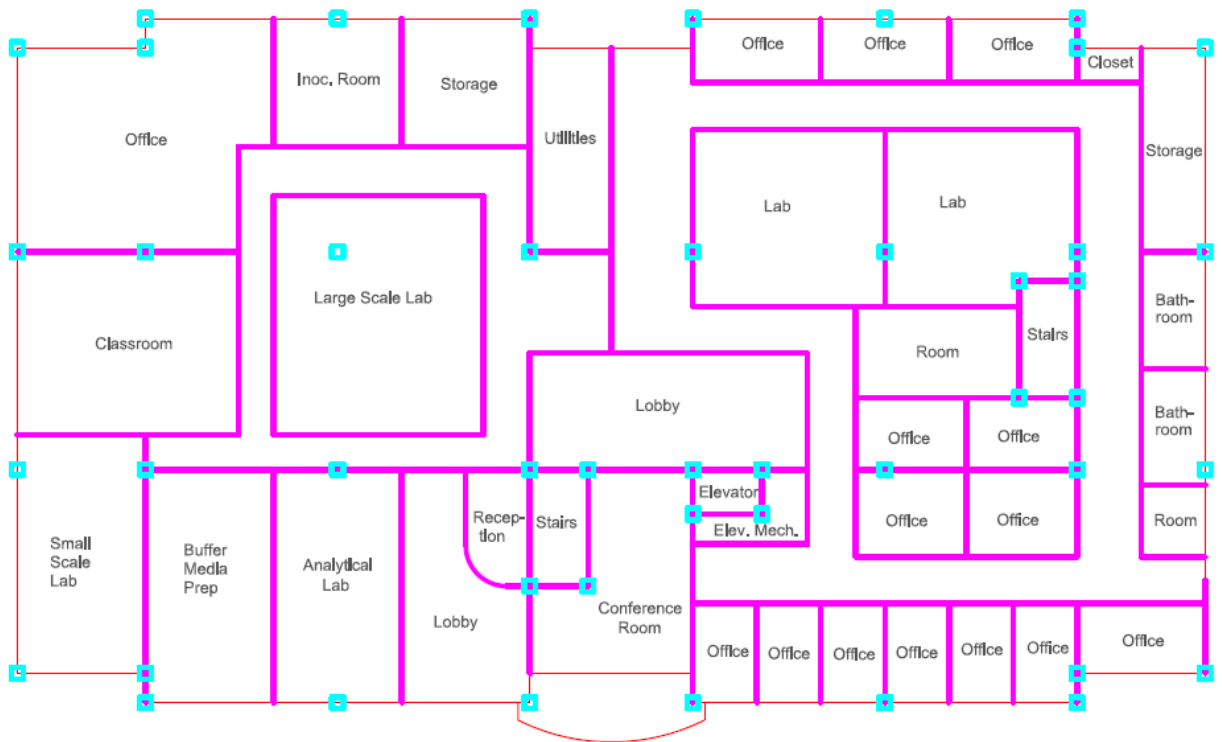 Office
Office
Office
Closet
Inoc. Room
Storage
Office
Utilities
Storage
Lab
Lab
Large Scale Lab
Bath-
room
Classroom
Stairs
Room
Lobby
Bath-
room
Office
Office
Elevator
Elev. Mech.
Recep-
tion
Stairs
Office
Office
Room
Small
Scale
Lab
Buffer
Media
Prep
Analytical
Lab
Lobby
Conference
Room
Office
Office
Office
Office
Office
Office
Office